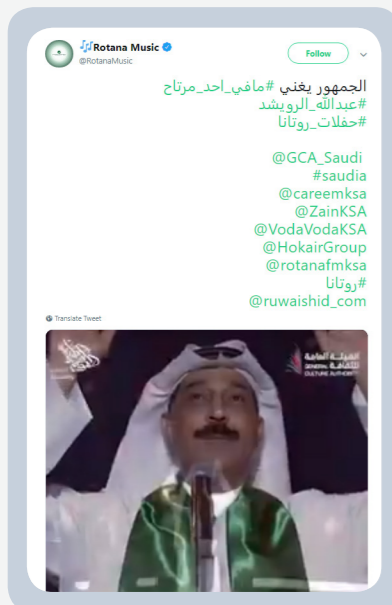 🎶Rotana Music
@RotanaMusic
Follow
الجمهور يغني #مافي_احد_مرتاح
#عبدالله_الرويشد
#حفلات_روتانا
@GCA_Saudi
#saudia
@careemksa
@ZainKSA
@VodaVodaKSA
@HokairGroup
@rotanafmksa
#روتانا
@ruwaishid_com
Translate Tweet
الهيئة العامة
للثقافة
GENERAL CULTURE AUTHORITY